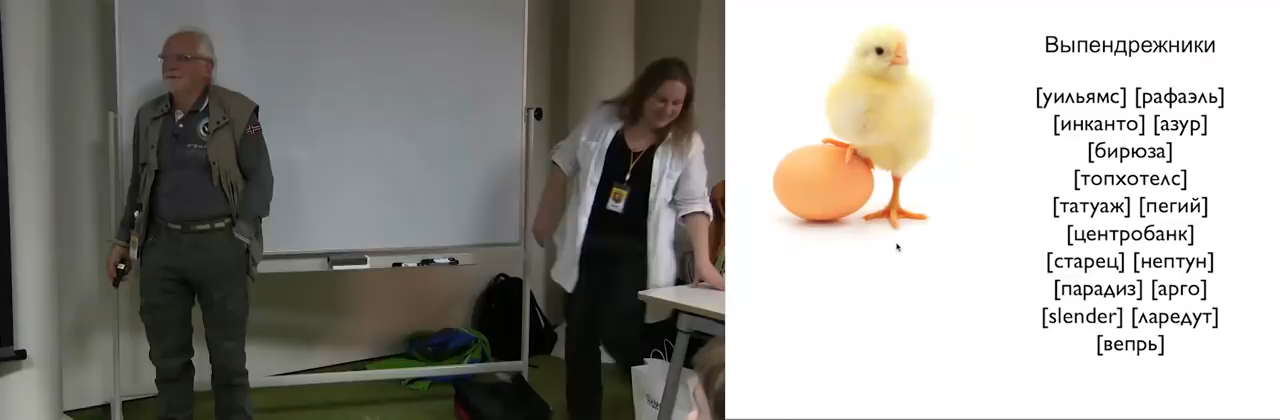 Выпендрежники
[уильямс] [рафаэль]
[инканто] [азур]
[бирюза]
[топхотелс]
[татуаж] [пегий]
[центробанк]
[старец] [нептун]
[парадиз] [арго]
[slender] [ларедут]
[вепрь]